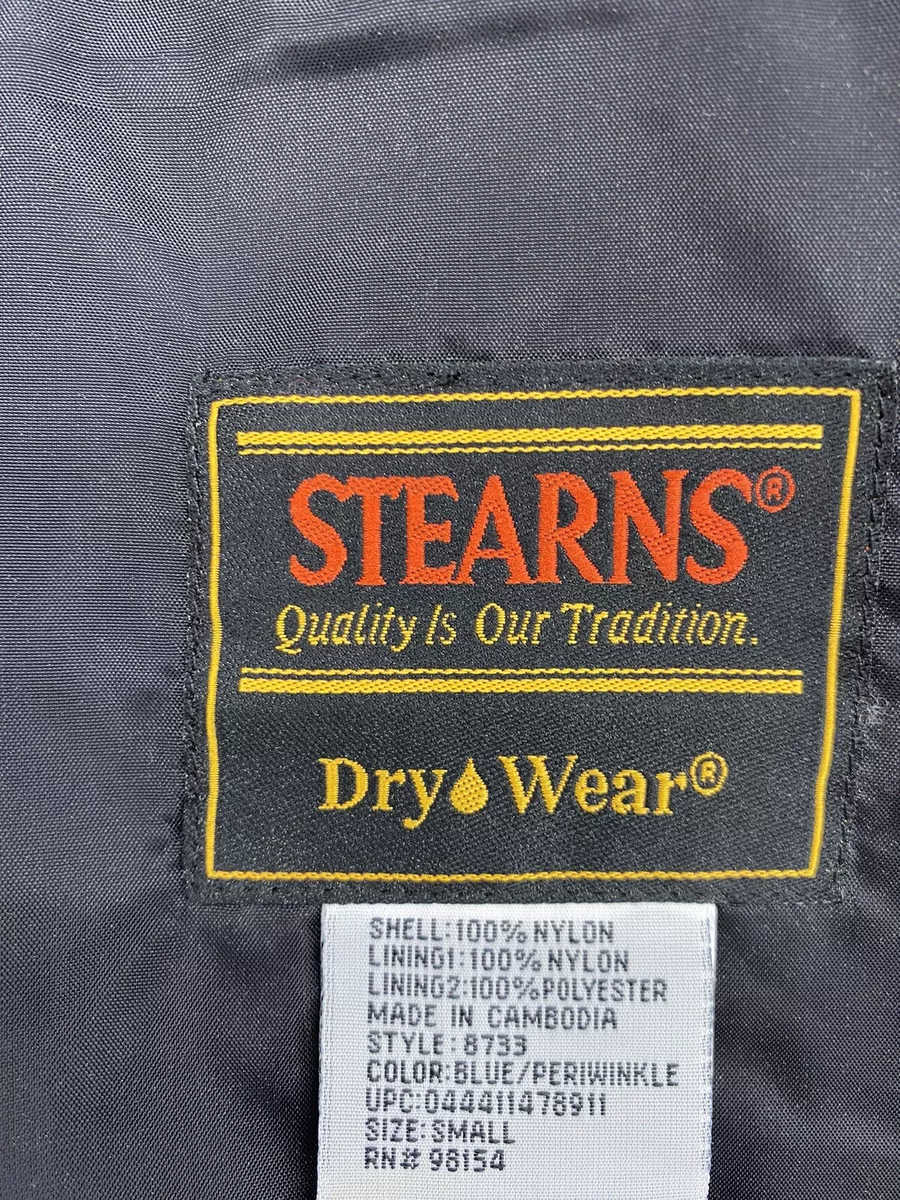 STEARNS®
Quality Is Our Tradition.
Dry Wear®
SHELL:100% NYLON
LINING1:100% NYLON
LINING2:100%POLYESTER
MADE IN CAMBODIA
STYLE:8733
COLOR:BLUE/PERIWINKLE
UPC:044411478911
SIZE:SMALL
RN# 98154